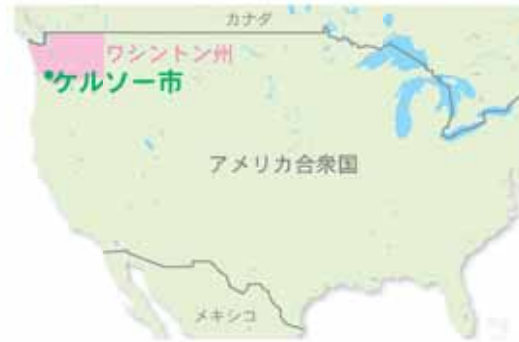 カナダ
ワシントン州
ケルソー市
アメリカ合衆国
メキシコ